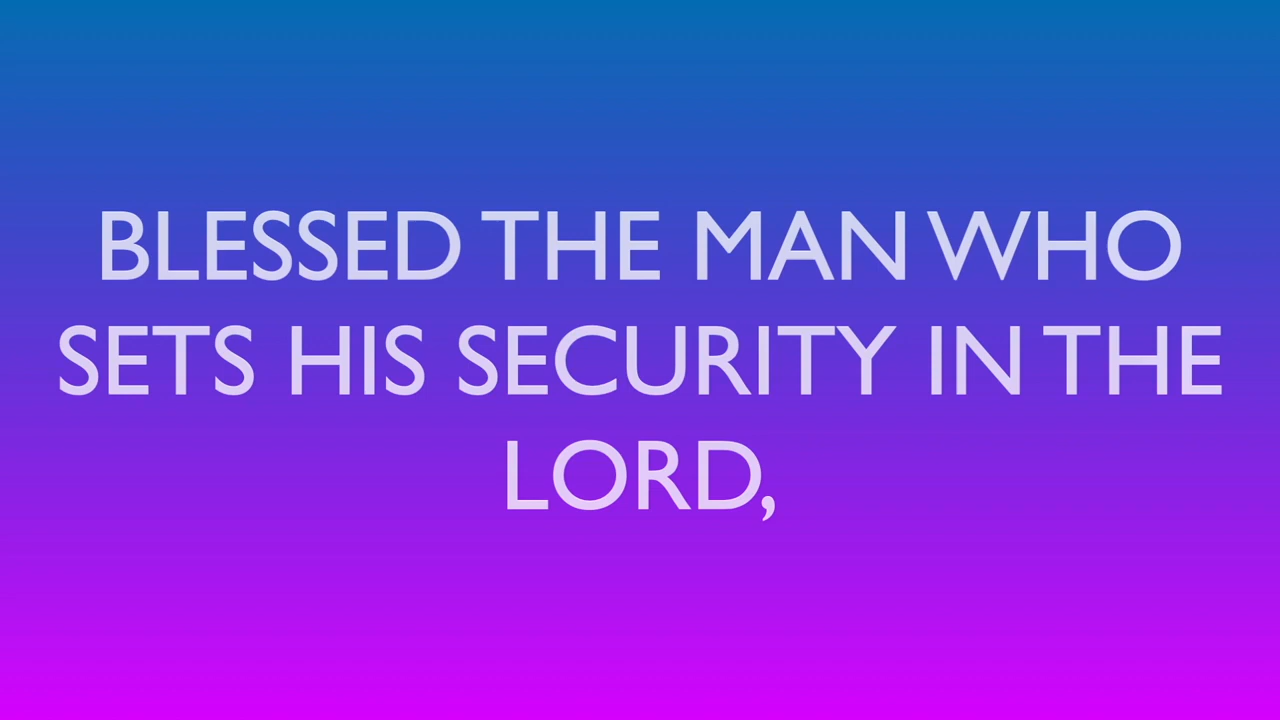 BLESSED THE MAN WHO
SETS HIS SECURITY IN THE
LORD,